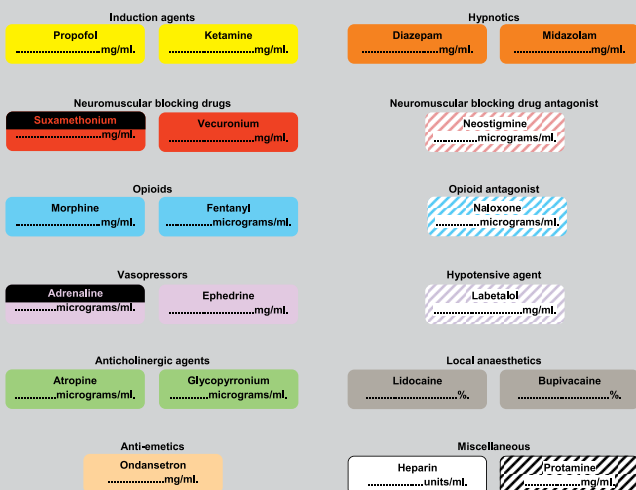 Induction agents
Propofol
....................mg/ml.
Ketamine
....................mg/ml.
Hypnotics
Diazepam
....................mg/ml.
Midazolam
....................mg/ml.
Neuromuscular blocking drugs
Suxamethonium
....................mg/ml.
Vecuronium
....................mg/ml.
Neuromuscular blocking drug antagonist
Neostigmine
............micrograms/ml.
Opioids
Morphine
....................mg/ml.
Fentanyl
............micrograms/ml.
Opioid antagonist
Naloxone
............micrograms/ml.
Vasopressors
Adrenaline
............micrograms/ml.
Ephedrine
....................mg/ml.
Hypotensive agent
Labetalol
....................mg/ml.
Anticholinergic agents
Atropine
............micrograms/ml.
Glycopyrronium
............micrograms/ml.
Local anaesthetics
Lidocaine
........................%.
Bupivacaine
........................%.
Anti-emetics
Ondansetron
....................mg/ml.
Miscellaneous
Heparin
................units/ml.
Protamine
....................mg/ml.